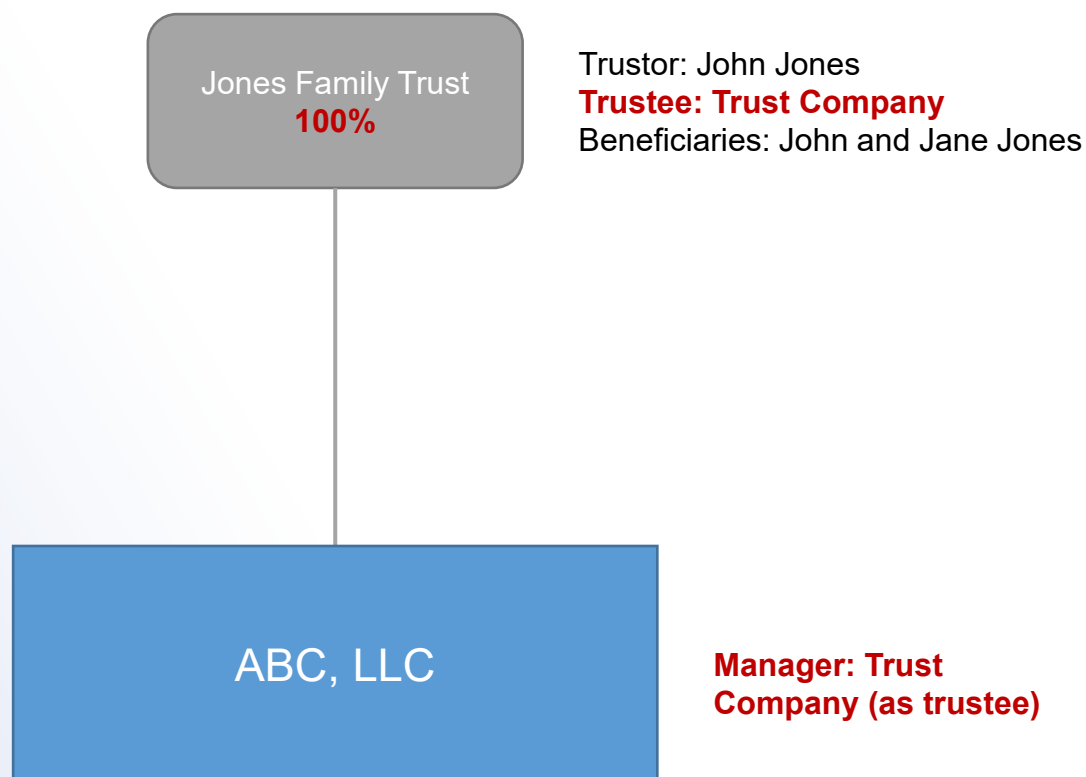 Jones Family Trust
100%
Trustor: John Jones
Trustee: Trust Company
Beneficiaries: John and Jane Jones
ABC, LLC
Manager: Trust
Company (as trustee)